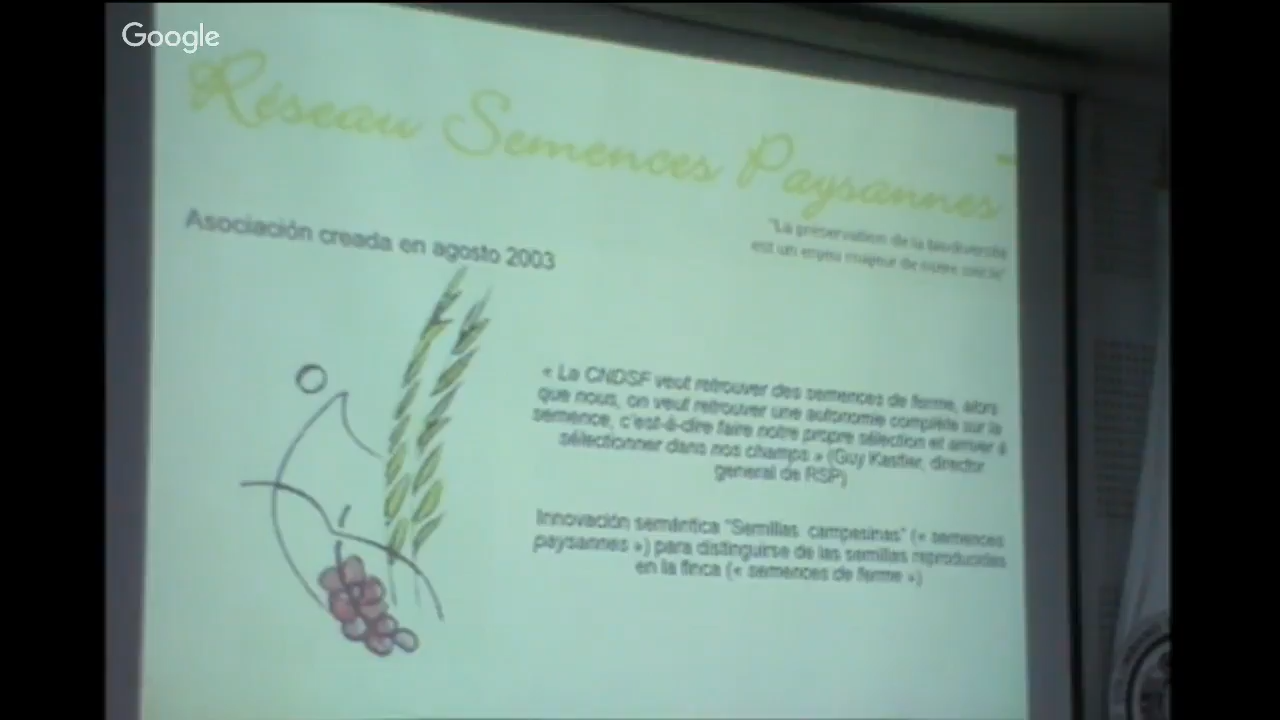 Google
Réseau Semences Paysannes
Asociación creada en agosto 2003
"La préservation de la biodiversité
est un enjeu majeur de notre siècle"
« La CNDSF veut retrouver des semences de ferme, alors
que nous, on veut retrouver une autonomie complète sur la
semence, c'est-à-dire faire notre propre sélection et arriver à
sélectionner dans nos champs » (Guy Kastler, director
general de RSP)
Innovación semántica "Semillas campesinas" (« semences
paysannes ») para distinguirse de las semillas reproducidas
en la finca (« semences de ferme »)